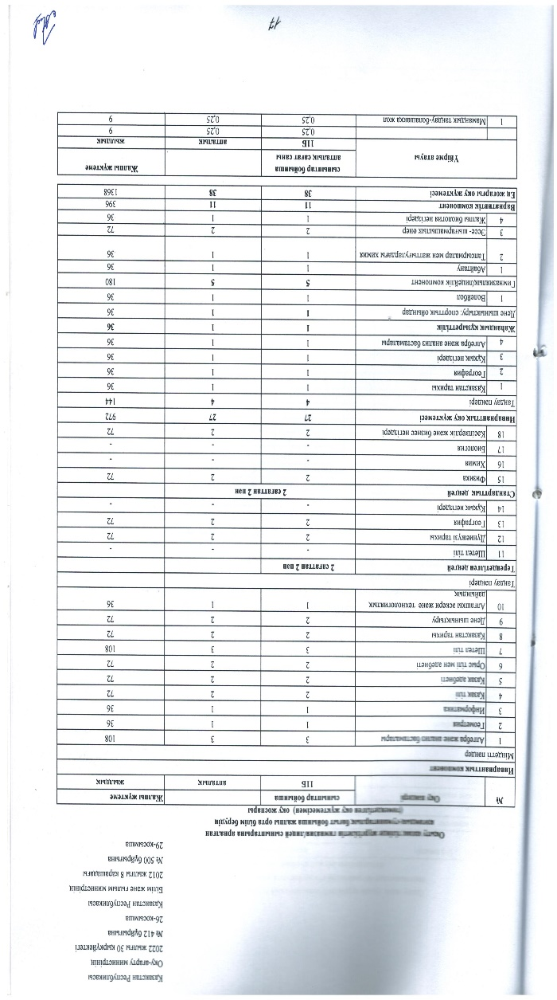 Қазақстан Республикасы
Оқу-ағарту министрінің
2022 жылғы 30 қыркүйектегі
№ 412 бұйрығына
26-қосымша
Қазақстан Республикасы
Білім және ғылым министрінің
2012 жылғы 8 қарашадағы
№ 500 бұйрығына
29-қосымша
Оқыту қазақ тілінде жүргізілетін гимназия/лицей сыныптарына арналған
қоғамдық-гуманитарлық бағыт бойынша жалпы орта білім берудің
(төмендетілген оқу жүктемесімен) оқу жоспары
№ Оқу пәндері сыныптар бойынша Жалпы жүктеме
11Б апталық жылдық
Инварианттық компонент
Міндетті пәндер
1 Алгебра және анализ бастамалары 3 3 108
2 Геометрия 1 1 36
3 Информатика 1 1 36
4 Қазақ тілі 2 2 72
5 Қазақ әдебиеті 2 2 72
6 Орыс тілі мен әдебиеті 2 2 72
7 Шетел тілі 3 3 108
8 Қазақстан тарихы 2 2 72
9 Дене шынықтыру 2 2 72
10 Алғашқы әскери және технологиялық дайындық 1 1 36
Таңдау пәндері
Тереңдетілген деңгей 2 сағаттан 2 пән
11 Шетел тілі - - -
12 Дүниежүзі тарихы 2 2 72
13 География 2 2 72
14 Құқық негіздері - - -
Стандарттық деңгей 2 сағаттан 2 пән
15 Физика 2 2 72
16 Химия - - -
17 Биология - - -
18 Кәсіпкерлік және бизнес негіздері 2 2 72
Инварианттық оқу жүктемесі 27 27 972
Таңдау пәндері 4 4 144
1 Қазақстан тарихы 1 1 36
2 География 1 1 36
3 Құқық негіздері 1 1 36
4 Алгебра және анализ бастамалары 1 1 36
Жаһандық құзыреттілік 1 1 36
Дене шынықтыру: спорттық ойындар 1 1 36
1 Волейбол 1 1 36
Гимназиялық/лицейлік компонент 5 5 180
1 Абайтану 1 1 36
2 Тапсырмалар мен жаттығулардағы химия 1 1 36
3 Эссе- шығармашылық өнер 2 2 72
4 Жалпы биология негіздері 1 1 36
Вариативтік компонент 11 11 396
Ең жоғарғы оқу жүктемесі 38 38 1368
Үйірме атауы сыныптар бойынша апталық сағат саны Жалпы жүктеме
11Б апталық жылдық
0,25 0,25 9
1 Мамандық таңдау-болашаққа жол 0,25 0,25 9
17